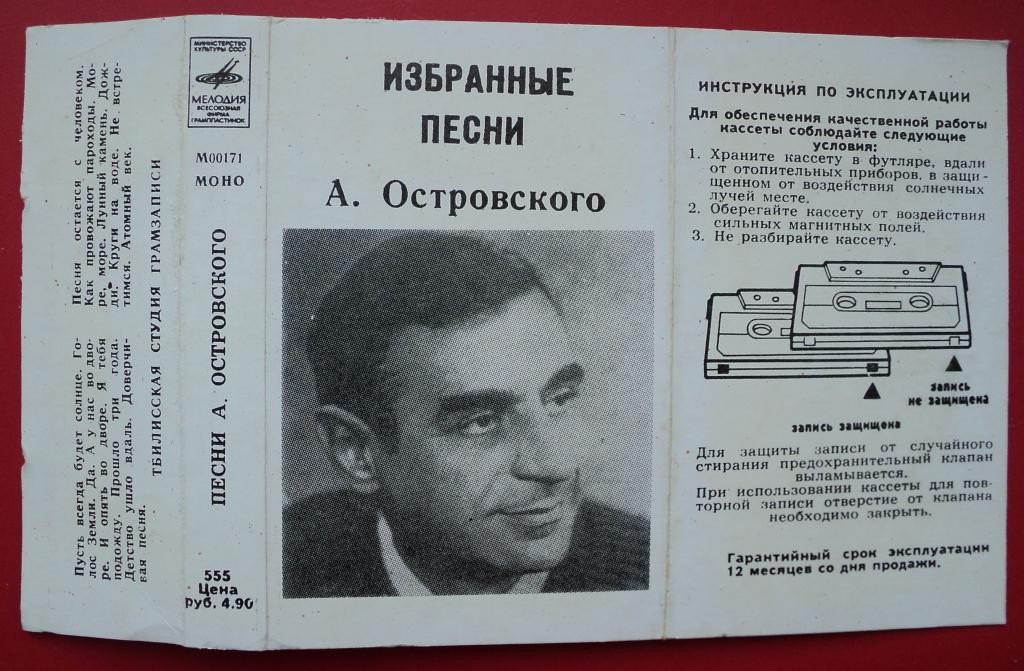 Пусть всегда будет солнце. Го-
лос Земли. Да. А у нас во дво-
ре. И опять во дворе. Я тебя
подожду. Прошло три года.
Детство ушло вдаль. Доверчи-
вая песня.
Песня остается с человеком.
Как провожают пароходы. Мо-
ре, море. Лунный камень. Дож-
ди. Круги на воде. Не встре-
тимся. Атомный век.
ТБИЛИССКАЯ СТУДИЯ ГРАМЗАПИСИ
МИНИСТЕРСТВО
КУЛЬТУРЫ СССР
МЕЛОДИЯ
ВСЕСОЮЗНАЯ
ФИРМА
ГРАМПЛАСТИНОК
М00171
МОНО
ПЕСНИ А. ОСТРОВСКОГО
555
Цена
руб. 4.90
ИЗБРАННЫЕ
ПЕСНИ
А. Островского
ИНСТРУКЦИЯ ПО ЭКСПЛУАТАЦИИ
Для обеспечения качественной работы
кассеты соблюдайте следующие
условия:
1. Храните кассету в футляре, вдали
от отопительных приборов, в защи-
щенном от воздействия солнечных
лучей месте.
2. Оберегайте кассету от воздействия
сильных магнитных полей.
3. Не разбирайте кассету.
запись
не защищена
запись защищена
Для защиты записи от случайного
стирания предохранительный клапан
выламывается.
При использовании кассеты для пов-
торной записи отверстие от клапана
необходимо закрыть.
Гарантийный срок эксплуатации
12 месяцев со дня продажи.